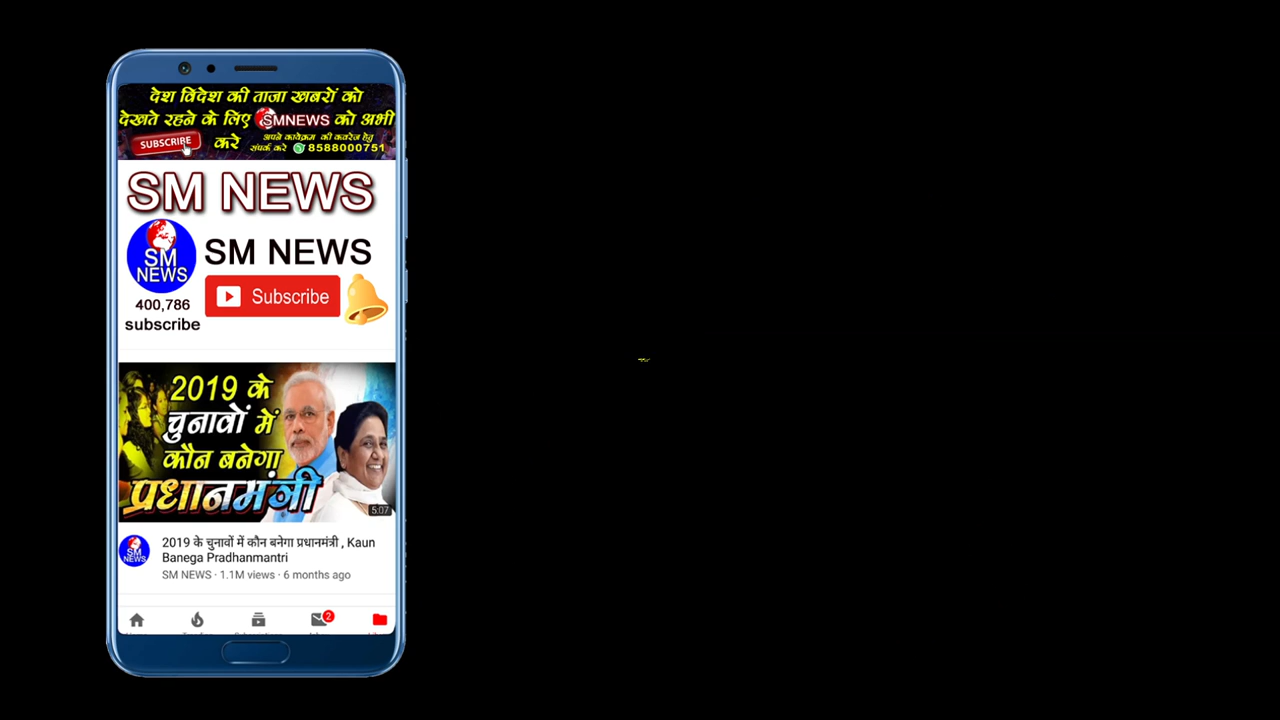 देश विदेश की ताजा खबरों को
देखते रहने के लिए SMNEWS को अभी
SUBSCRIBE करे अपने कार्यक्रम की कवरेज हेतु
संपर्क करे 8588000751
SM NEWS
SM NEWS
SM NEWS
Subscribe
400,786
subscribe
2019 के
चुनावों में
कौन बनेगा
प्रधानमंत्री
5:07
SM NEWS
2019 के चुनावों में कौन बनेगा प्रधानमंत्री , Kaun
Banega Pradhanmantri
SM NEWS · 1.1M views · 6 months ago
2